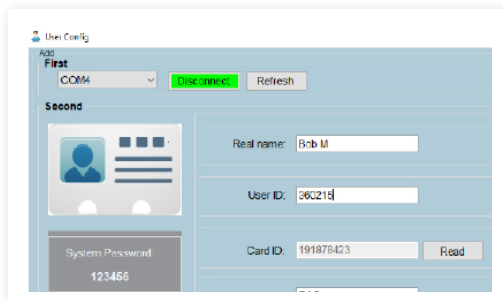 User Config
Add
First
COM4 Disconnect Refresh
Second
Real name: Bob M
User ID: 360215
Card ID: 191878423 Read
System Password
123456